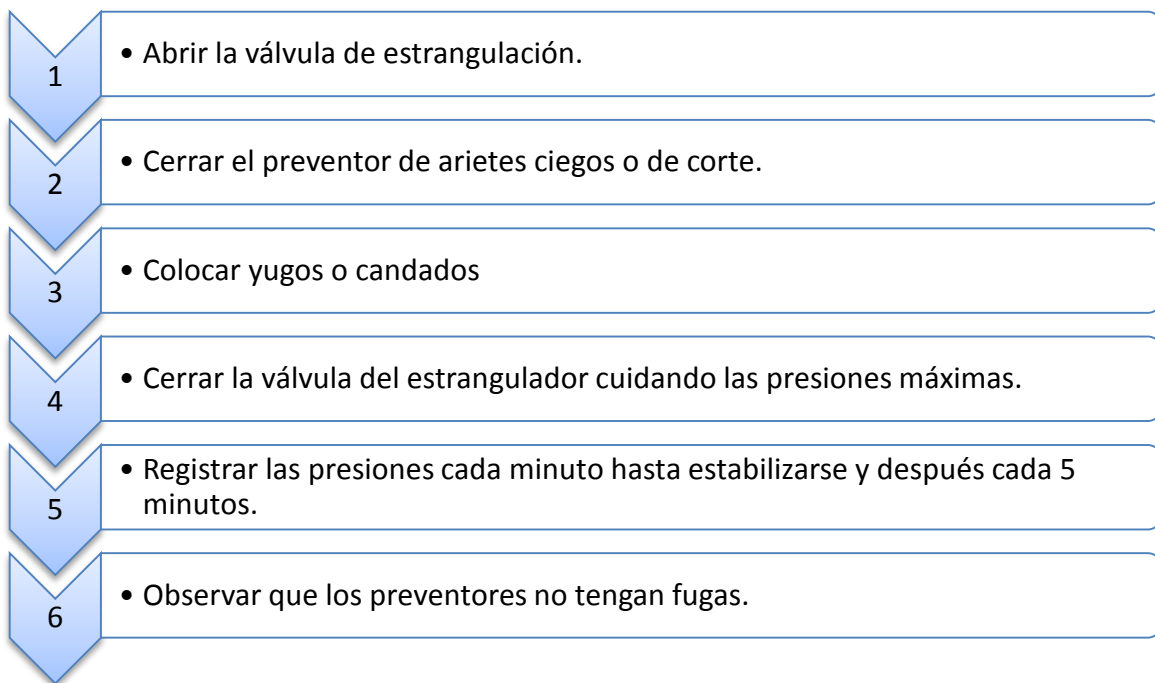 1
• Abrir la válvula de estrangulación.
2
• Cerrar el preventor de arietes ciegos o de corte.
3
• Colocar yugos o candados
4
• Cerrar la válvula del estrangulador cuidando las presiones máximas.
5
• Registrar las presiones cada minuto hasta estabilizarse y después cada 5
minutos.
6
• Observar que los preventores no tengan fugas.